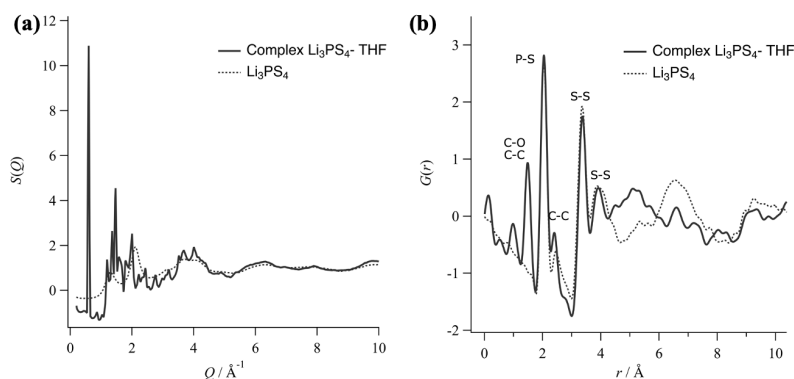 (a)
12
10
8
6
4
2
0
S(Q)
Complex Li₃PS₄- THF
Li₃PS₄
0
2
4
6
8
10
Q / Å⁻¹
(b)
3
2
1
0
-1
-2
G(r)
Complex Li₃PS₄- THF
Li₃PS₄
P-S
S-S
C-O
C-C
S-S
C-C
0
2
4
6
8
10
r / Å